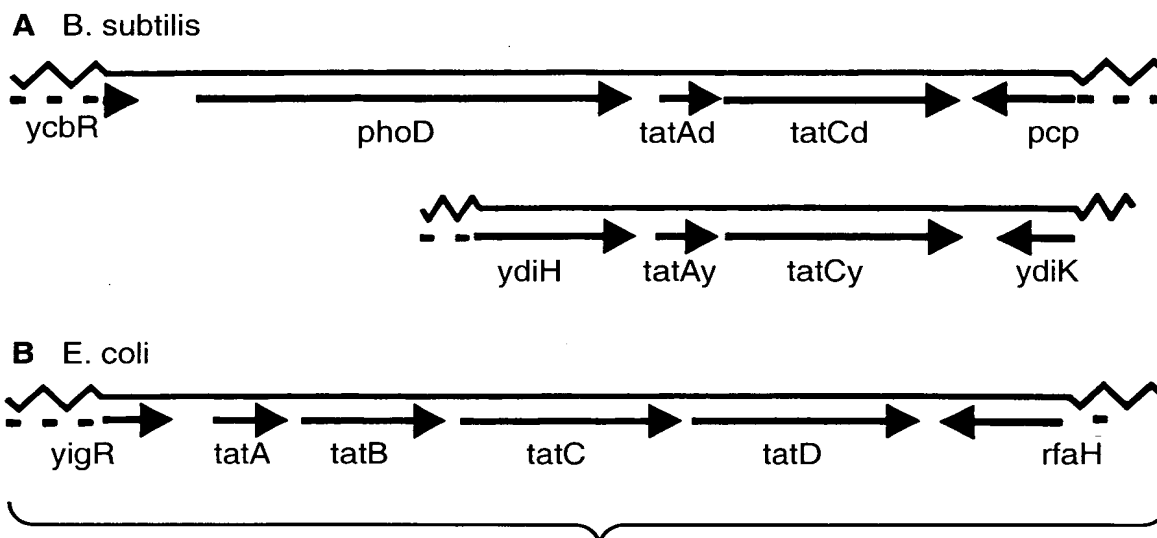 A B. subtilis
ycbR phoD tatAd tatCd pcp
ydiH tatAy tatCy ydiK
B E. coli
yigR tatA tatB tatC tatD rfaH